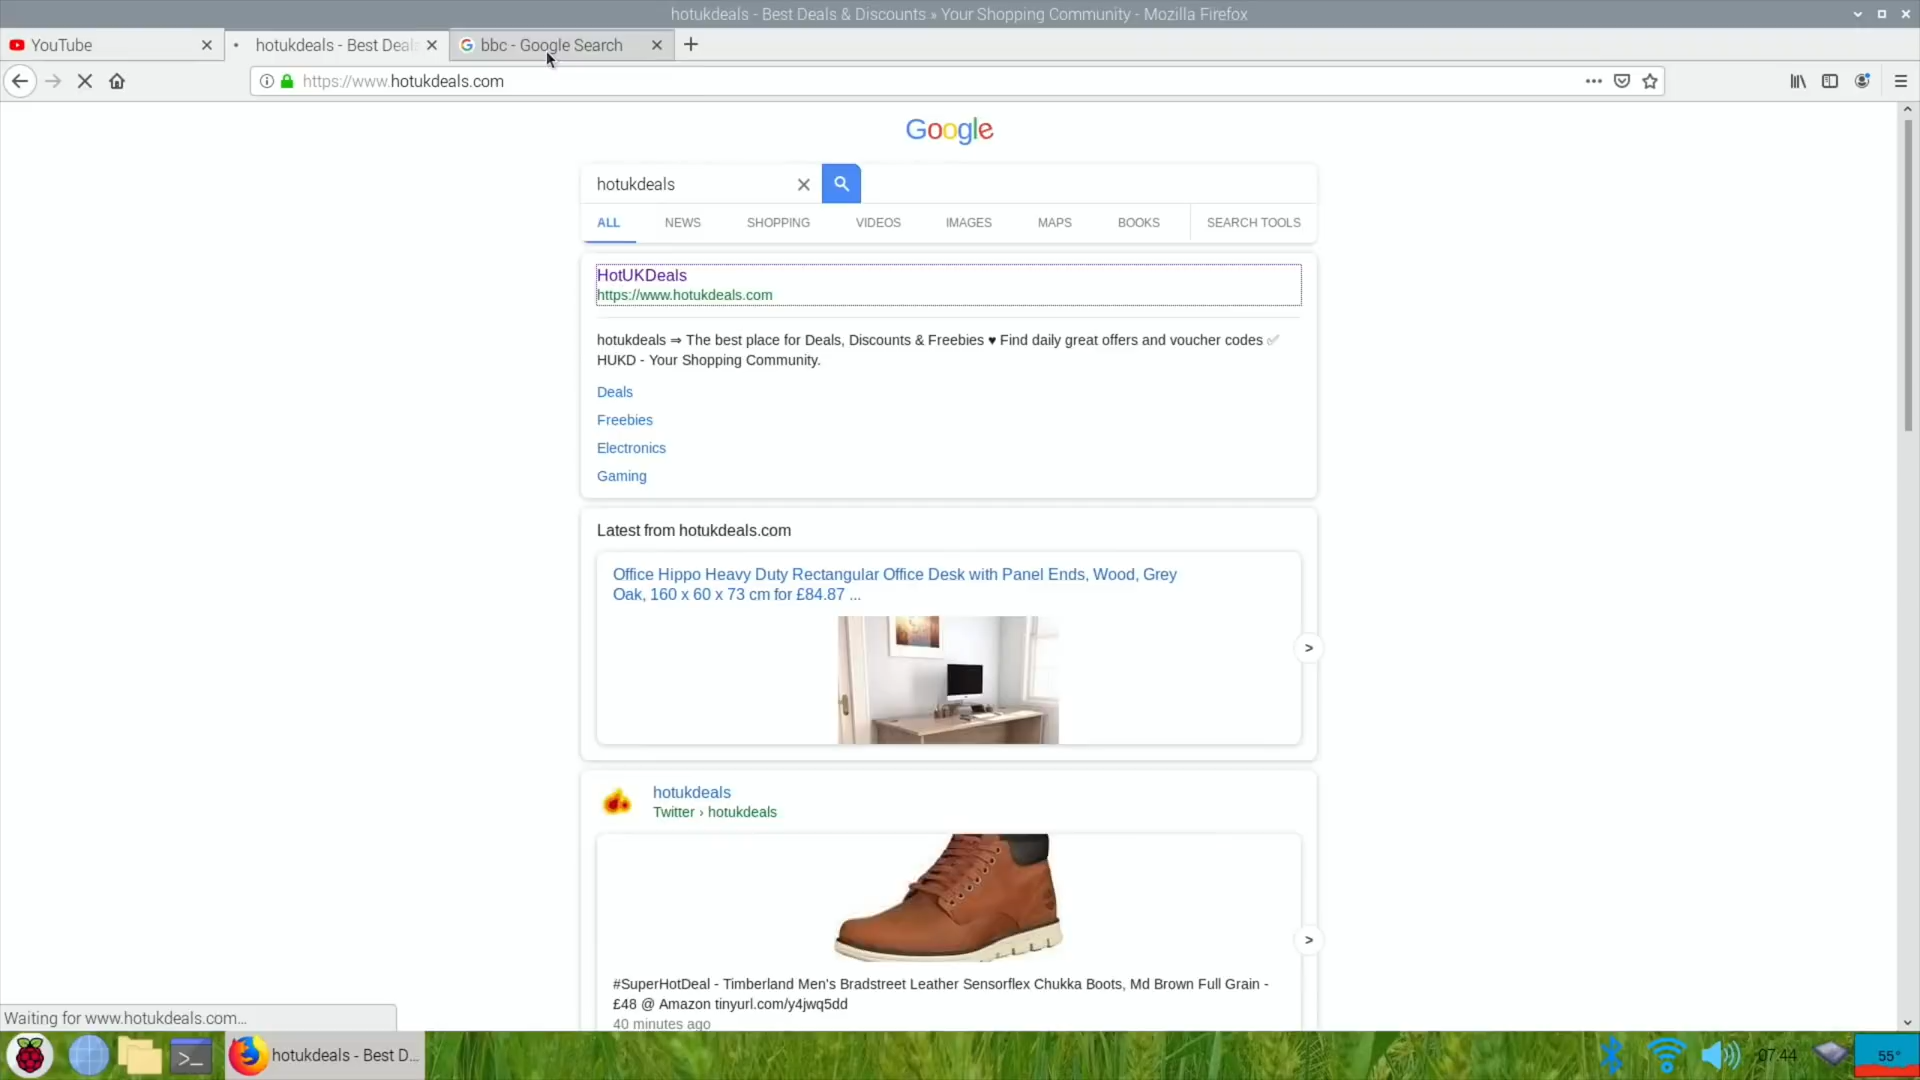 hotukdeals - Best Deals & Discounts » Your Shopping Community - Mozilla Firefox
YouTube
hotukdeals - Best Deal
bbc - Google Search
https://www.hotukdeals.com
Google
hotukdeals
ALL NEWS SHOPPING VIDEOS IMAGES MAPS BOOKS SEARCH TOOLS
HotUKDeals
https://www.hotukdeals.com
hotukdeals ⇒ The best place for Deals, Discounts & Freebies ♥ Find daily great offers and voucher codes ✅
HUKD - Your Shopping Community.
Deals
Freebies
Electronics
Gaming
Latest from hotukdeals.com
Office Hippo Heavy Duty Rectangular Office Desk with Panel Ends, Wood, Grey
Oak, 160 x 60 x 73 cm for £84.87 ...
hotukdeals
Twitter › hotukdeals
#SuperHotDeal - Timberland Men's Bradstreet Leather Sensorflex Chukka Boots, Md Brown Full Grain -
£48 @ Amazon tinyurl.com/y4jwq5dd
40 minutes ago
Waiting for www.hotukdeals.com...
hotukdeals - Best D...
07:44
55°